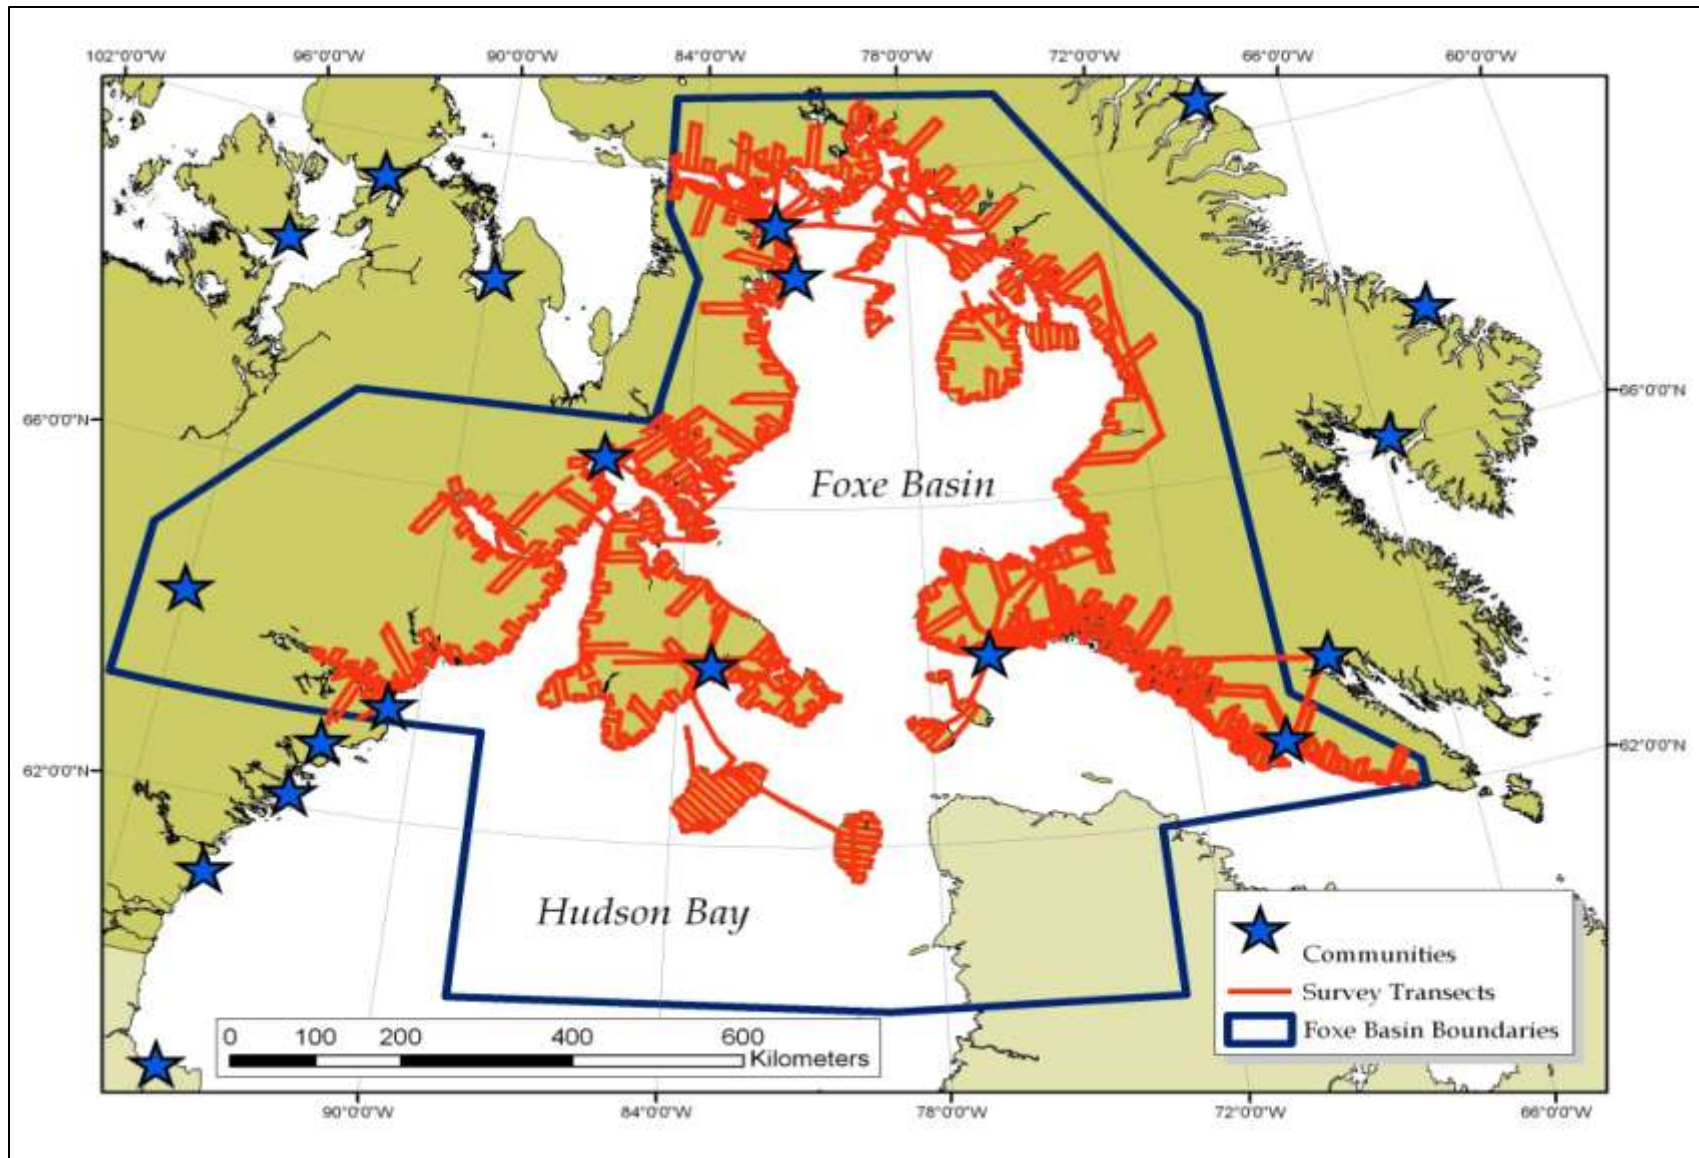 102°0'0"W 96°0'0"W 90°0'0"W 84°0'0"W 78°0'0"W 72°0'0"W 66°0'0"W 60°0'0"W
66°0'0"N 66°0'0"N
Foxe Basin
62°0'0"N 62°0'0"N
Hudson Bay
Communities
Survey Transects
Foxe Basin Boundaries
0 100 200 400 600
Kilometers
90°0'0"W 84°0'0"W 78°0'0"W 72°0'0"W 66°0'0"W